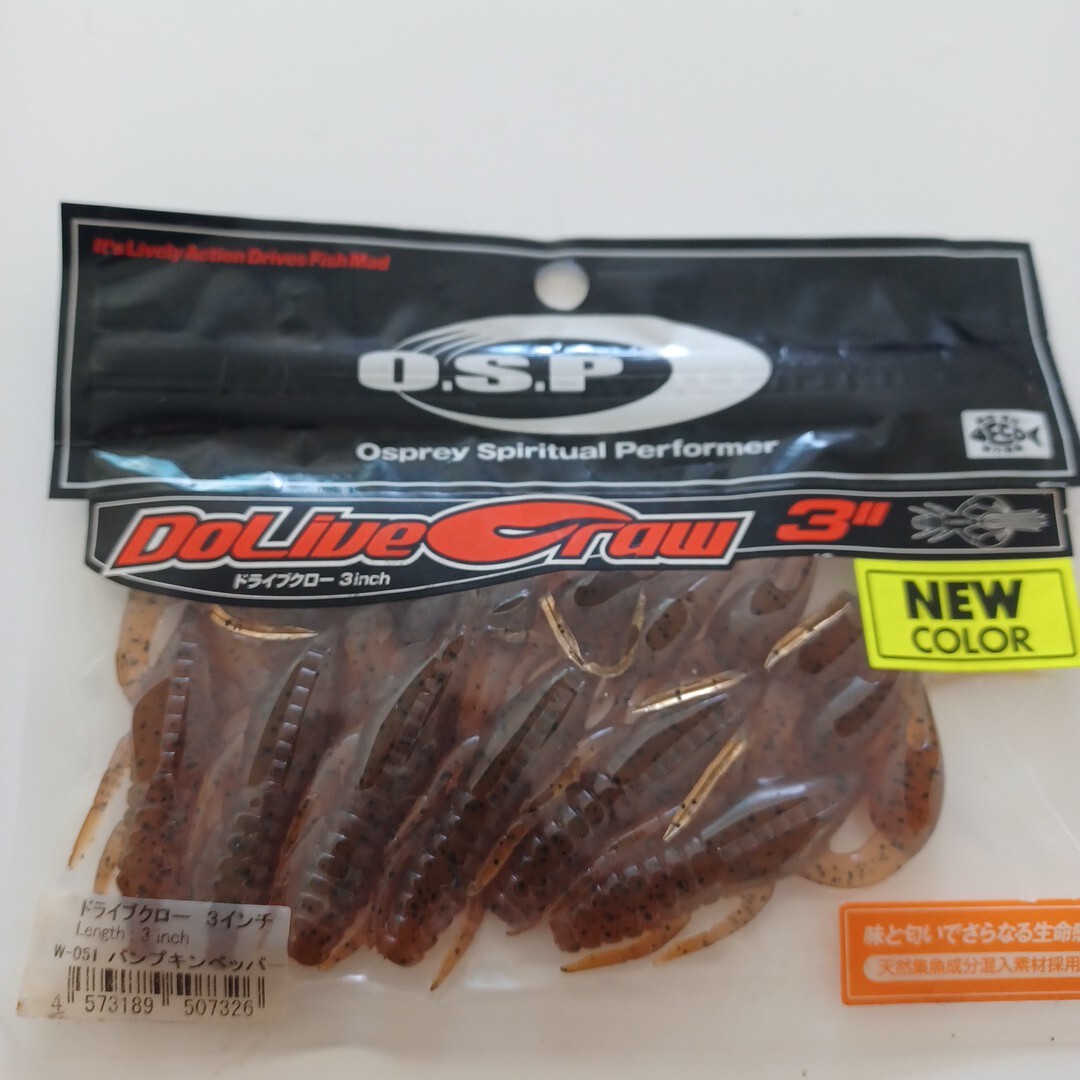 It's Lively Action Drives Fish Mad
O.S.P
Osprey Spiritual Performer
DoLiveCraw 3"
ドライブクロー 3inch
NEW
COLOR
ドライブクロー 3インチ
Length : 3 inch
W-051 パンプキンペッパー
4 573189 507326
味と匂いでさらなる生命感
天然集魚成分混入素材採用